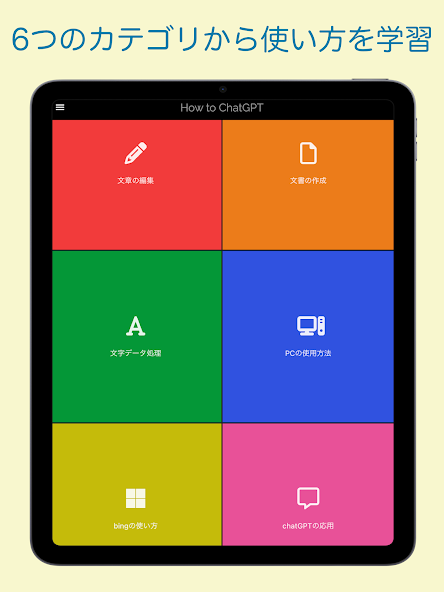 6つのカテゴリから使い方を学習
How to ChatGPT
文章の編集
文書の作成
文字データ処理
PCの使用方法
bingの使い方
chatGPTの応用